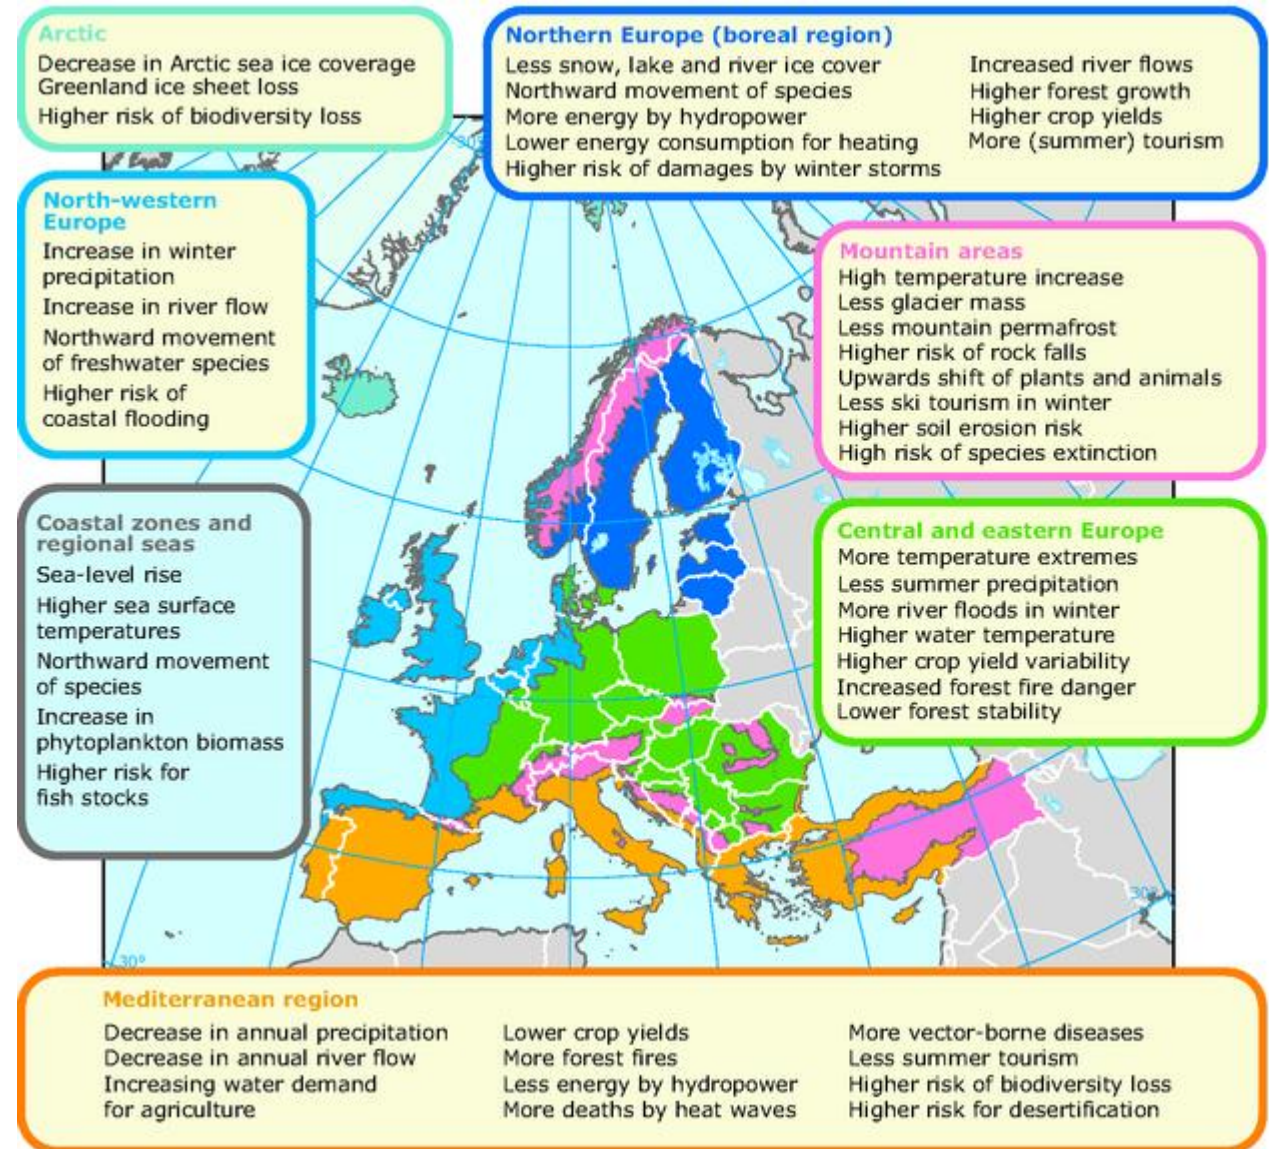 Arctic
Decrease in Arctic sea ice coverage
Greenland ice sheet loss
Higher risk of biodiversity loss
Northern Europe (boreal region)
Less snow, lake and river ice cover
Northward movement of species
More energy by hydropower
Lower energy consumption for heating
Higher risk of damages by winter storms
Increased river flows
Higher forest growth
Higher crop yields
More (summer) tourism
North-western
Europe
Increase in winter
precipitation
Increase in river flow
Northward movement
of freshwater species
Higher risk of
coastal flooding
Mountain areas
High temperature increase
Less glacier mass
Less mountain permafrost
Higher risk of rock falls
Upwards shift of plants and animals
Less ski tourism in winter
Higher soil erosion risk
High risk of species extinction
Coastal zones and
regional seas
Sea-level rise
Higher sea surface
temperatures
Northward movement
of species
Increase in
phytoplankton biomass
Higher risk for
fish stocks
Central and eastern Europe
More temperature extremes
Less summer precipitation
More river floods in winter
Higher water temperature
Higher crop yield variability
Increased forest fire danger
Lower forest stability
30°
30°
Mediterranean region
Decrease in annual precipitation
Decrease in annual river flow
Increasing water demand
for agriculture
Lower crop yields
More forest fires
Less energy by hydropower
More deaths by heat waves
More vector-borne diseases
Less summer tourism
Higher risk of biodiversity loss
Higher risk for desertification